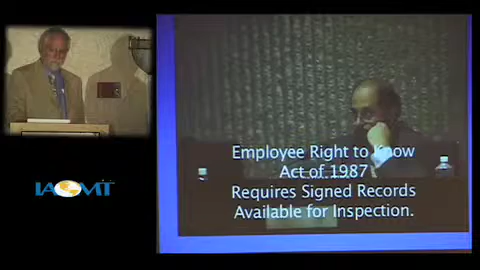 Employee Right to Know
Act of 1987
Requires Signed Records
Available for Inspection.
IAOMT